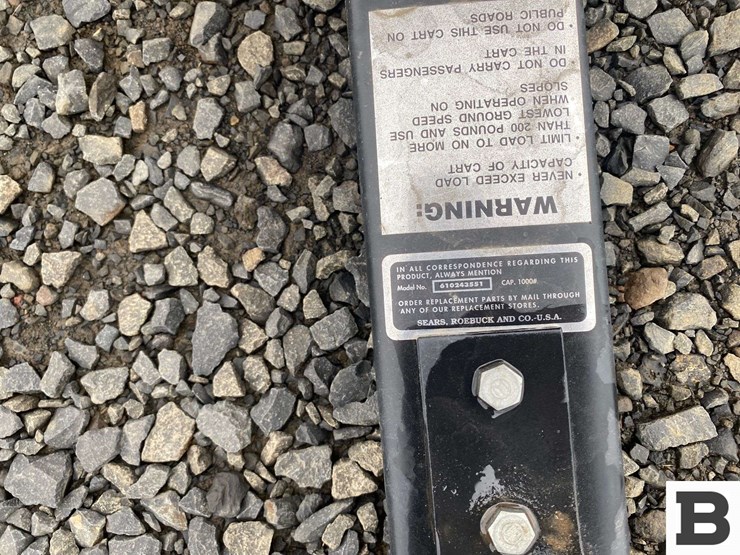 WARNING:
• NEVER EXCEED LOAD
CAPACITY OF CART
• LIMIT LOAD TO NO MORE
THAN 200 POUNDS AND USE
LOWEST GROUND SPEED
WHEN OPERATING ON
SLOPES
• DO NOT CARRY PASSENGERS
IN THE CART
• DO NOT USE THIS CART ON
PUBLIC ROADS.
IN ALL CORRESPONDENCE REGARDING THIS
PRODUCT, ALWAYS MENTION
Model No. 610243551 CAP. 1000#
ORDER REPLACEMENT PARTS BY MAIL THROUGH
ANY OF OUR REPLACEMENT STORES.
SEARS, ROEBUCK AND CO.-U.S.A.
B